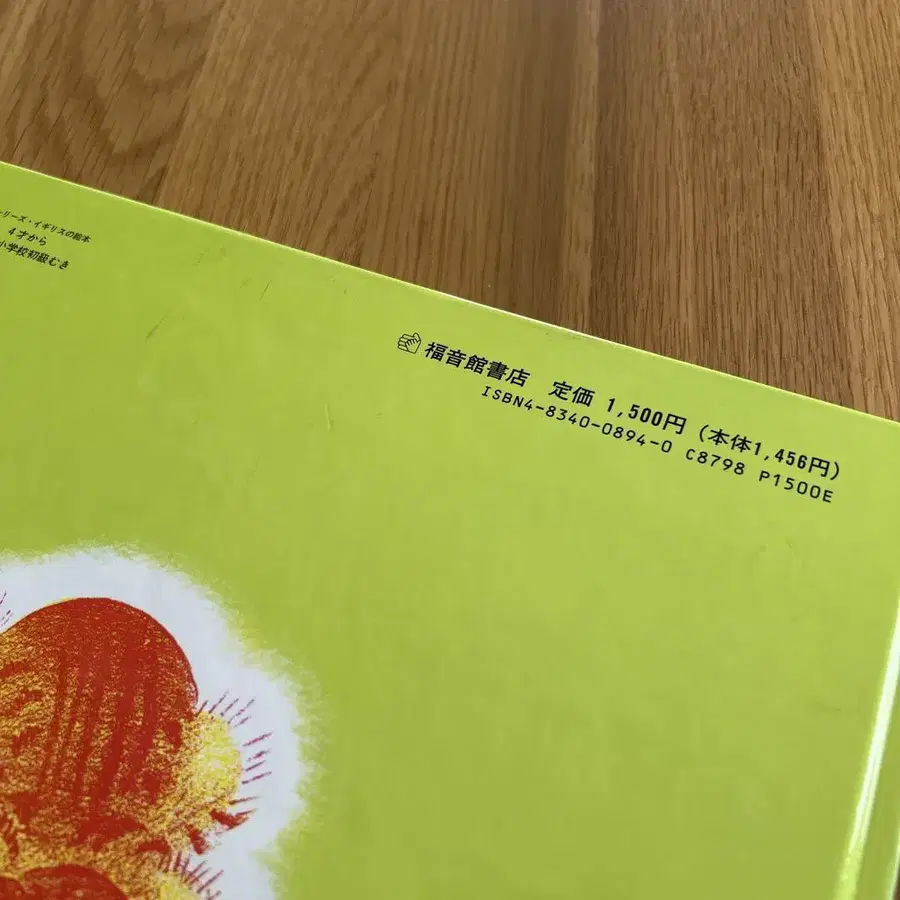 リーズ・イギリスの絵本
4才から
小学校初級むき
福音館書店 定価 1,500円（本体1,456円）
ISBN4-8340-0894-0 C8798 P1500E